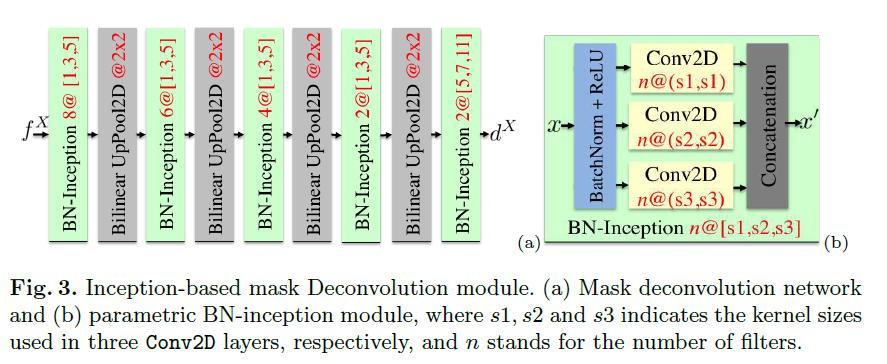 f^X
BN-Inception 8@ [1,3,5]
Bilinear UpPool2D @2x2
BN-Inception 6@[1,3,5]
Bilinear UpPool2D @2x2
BN-Inception 4@[1,3,5]
Bilinear UpPool2D @2x2
BN-Inception 2@[1,3,5]
Bilinear UpPool2D @2x2
BN-Inception 2@[5,7,11]
d^X
(a)
x
BatchNorm + ReLU
Conv2D
n@(s1,s1)
Conv2D
n@(s2,s2)
Conv2D
n@(s3,s3)
Concatenation
x′
BN-Inception n@[s1,s2,s3]
(b)
Fig. 3. Inception-based mask Deconvolution module. (a) Mask deconvolution network
and (b) parametric BN-inception module, where s1, s2 and s3 indicates the kernel sizes
used in three Conv2D layers, respectively, and n stands for the number of filters.